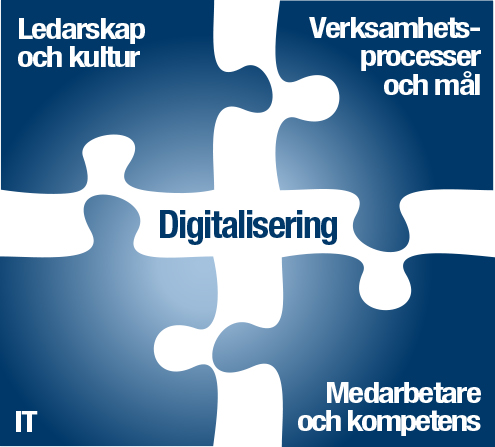 Ledarskap
och kultur
Verksamhets-
processer
och mål
Digitalisering
IT
Medarbetare
och kompetens